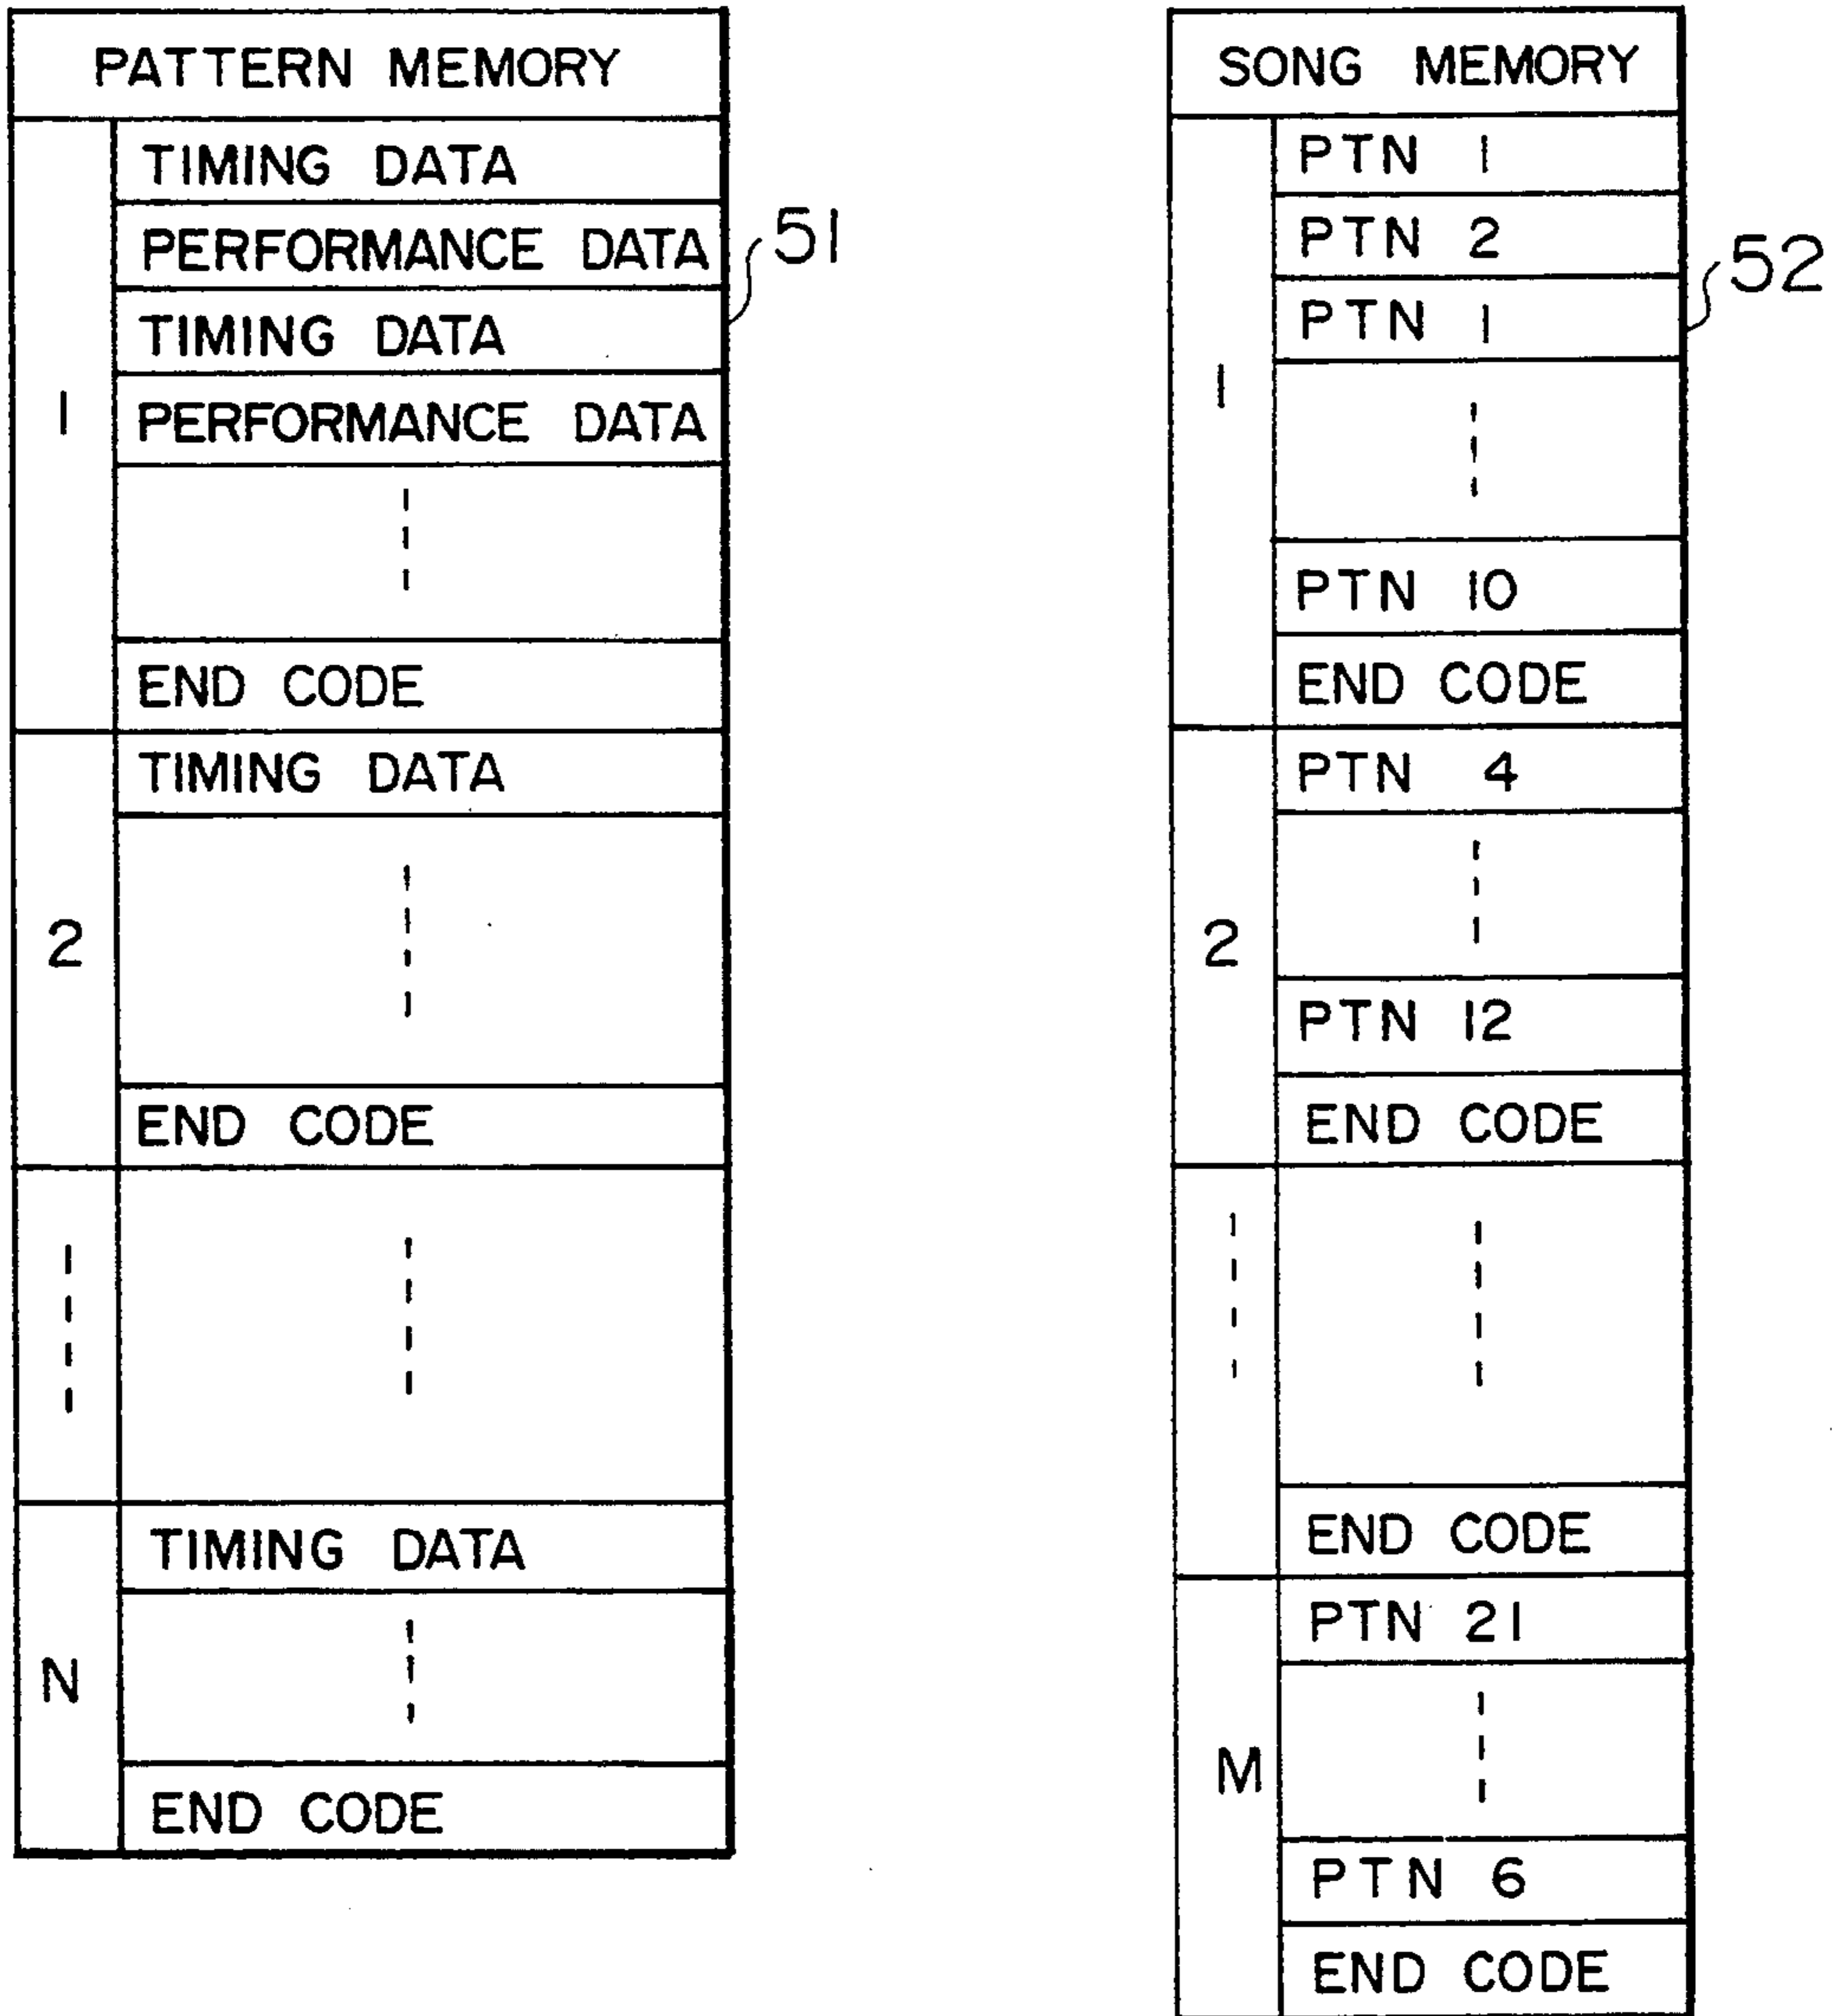 PATTERN MEMORY
1
TIMING DATA
PERFORMANCE DATA
TIMING DATA
PERFORMANCE DATA
END CODE
2
TIMING DATA
END CODE
N
TIMING DATA
END CODE
51
SONG MEMORY
1
PTN 1
PTN 2
PTN 1
PTN 10
END CODE
2
PTN 4
PTN 12
END CODE
END CODE
M
PTN 21
PTN 6
END CODE
52